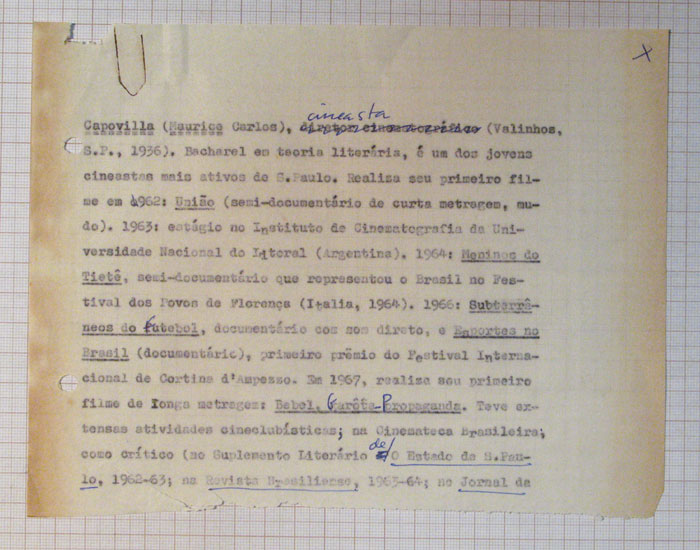 x
cineasta
Capovilla (Maurice Carlos), diretor cinematográfico (Valinhos,
S.P., 1936). Bacharel em teoria literária, é um dos jovens
cineastas mais ativos de S.Paulo. Realiza seu primeiro fil-
me em 1962: União (semi-documentário de curta metragem, mu-
do). 1963: estágio no Instituto de Cinematografia da Uni-
versidade Nacional do Litoral (Argentina). 1964: Meninos do
Tietê, semi-documentário que representou o Brasil no Fes-
tival dos Povos de Florença (Italia, 1964). 1966: Subterrâ-
neos do futebol, documentário com som direto, e Esportes no
Brasil (documentário), primeiro prêmio do Festival Interna-
cional de Cortina d'Ampezzo. Em 1967, realiza seu primeiro
filme de longa metragem: Bebel, Garôta Propaganda. Teve ex-
tensas atividades cineclubísticas; na Cinemateca Brasileira;
como crítico (no Suplemento Literário de O Estado de S.Pau-
lo, 1962-63; na Revista Brasiliense, 1963-64; no Jornal da